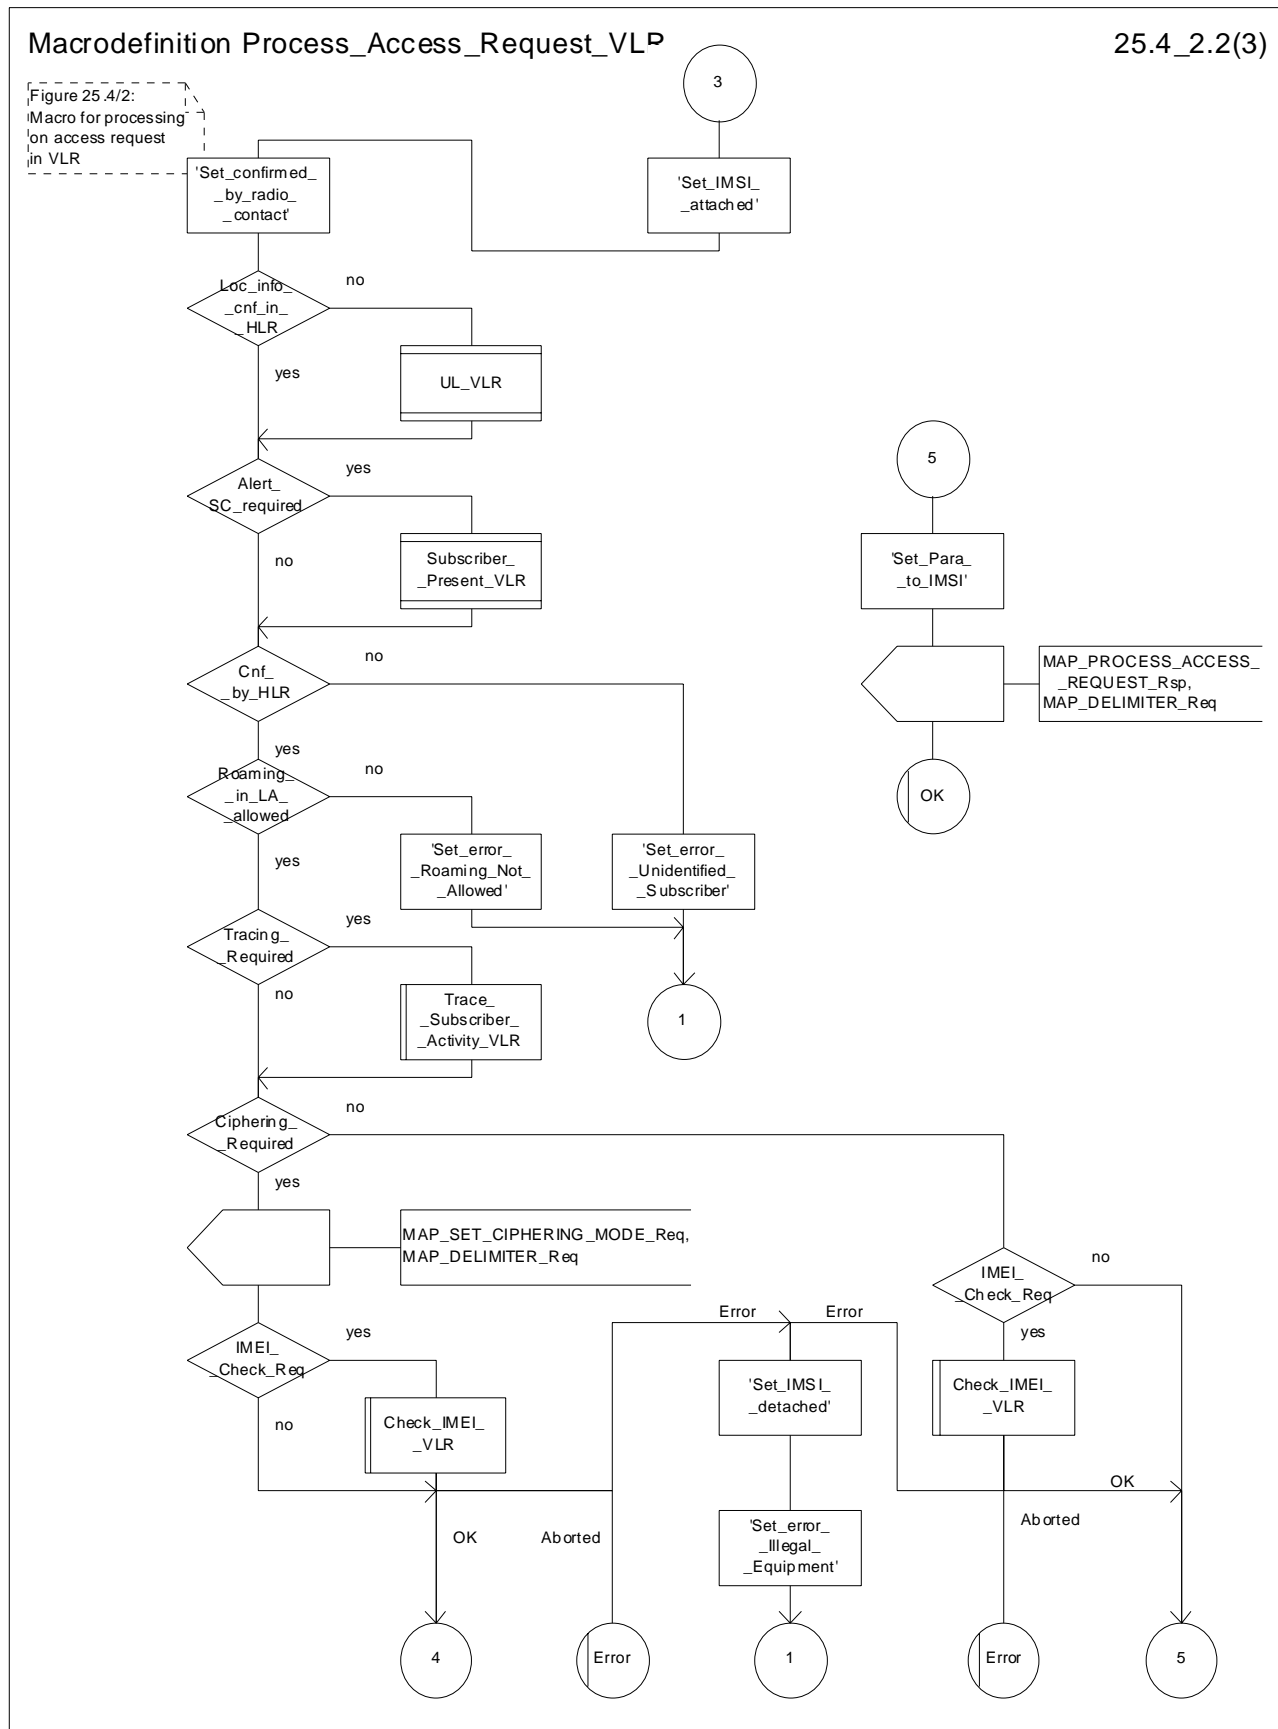 Macrodefinition Process_Access_Request_VLR
25.4_2.2(3)
Figure 25.4/2:
Macro for processing
on access request
in VLR
3
'Set_confirmed_
_by_radio_
_contact'
'Set_IMSI_
_attached'
Loc_info_
_cnf_in_
_HLR
no
yes
UL_VLR
Alert_
SC_required
yes
no
Subscriber_
_Present_VLR
5
'Set_Para_
_to_IMSI'
MAP_PROCESS_ACCESS_
_REQUEST_Rsp,
MAP_DELIMITER_Req
OK
Cnf_
_by_HLR
no
yes
Roaming_
_in_LA_
_allowed
no
yes
'Set_error_
_Roaming_Not_
_Allowed'
'Set_error_
_Unidentified_
_Subscriber'
Tracing_
_Required
yes
no
Trace_
_Subscriber_
_Activity_VLR
1
Ciphering_
_Required
no
yes
MAP_SET_CIPHERING_MODE_Req,
MAP_DELIMITER_Req
IMEI_
_Check_Req
no
yes
IMEI_
_Check_Req
yes
no
Error
Error
Check_IMEI_
_VLR
'Set_IMSI_
_detached'
Check_IMEI_
_VLR
OK
Aborted
'Set_error_
_Illegal_
_Equipment'
OK
Aborted
4
Error
1
Error
5